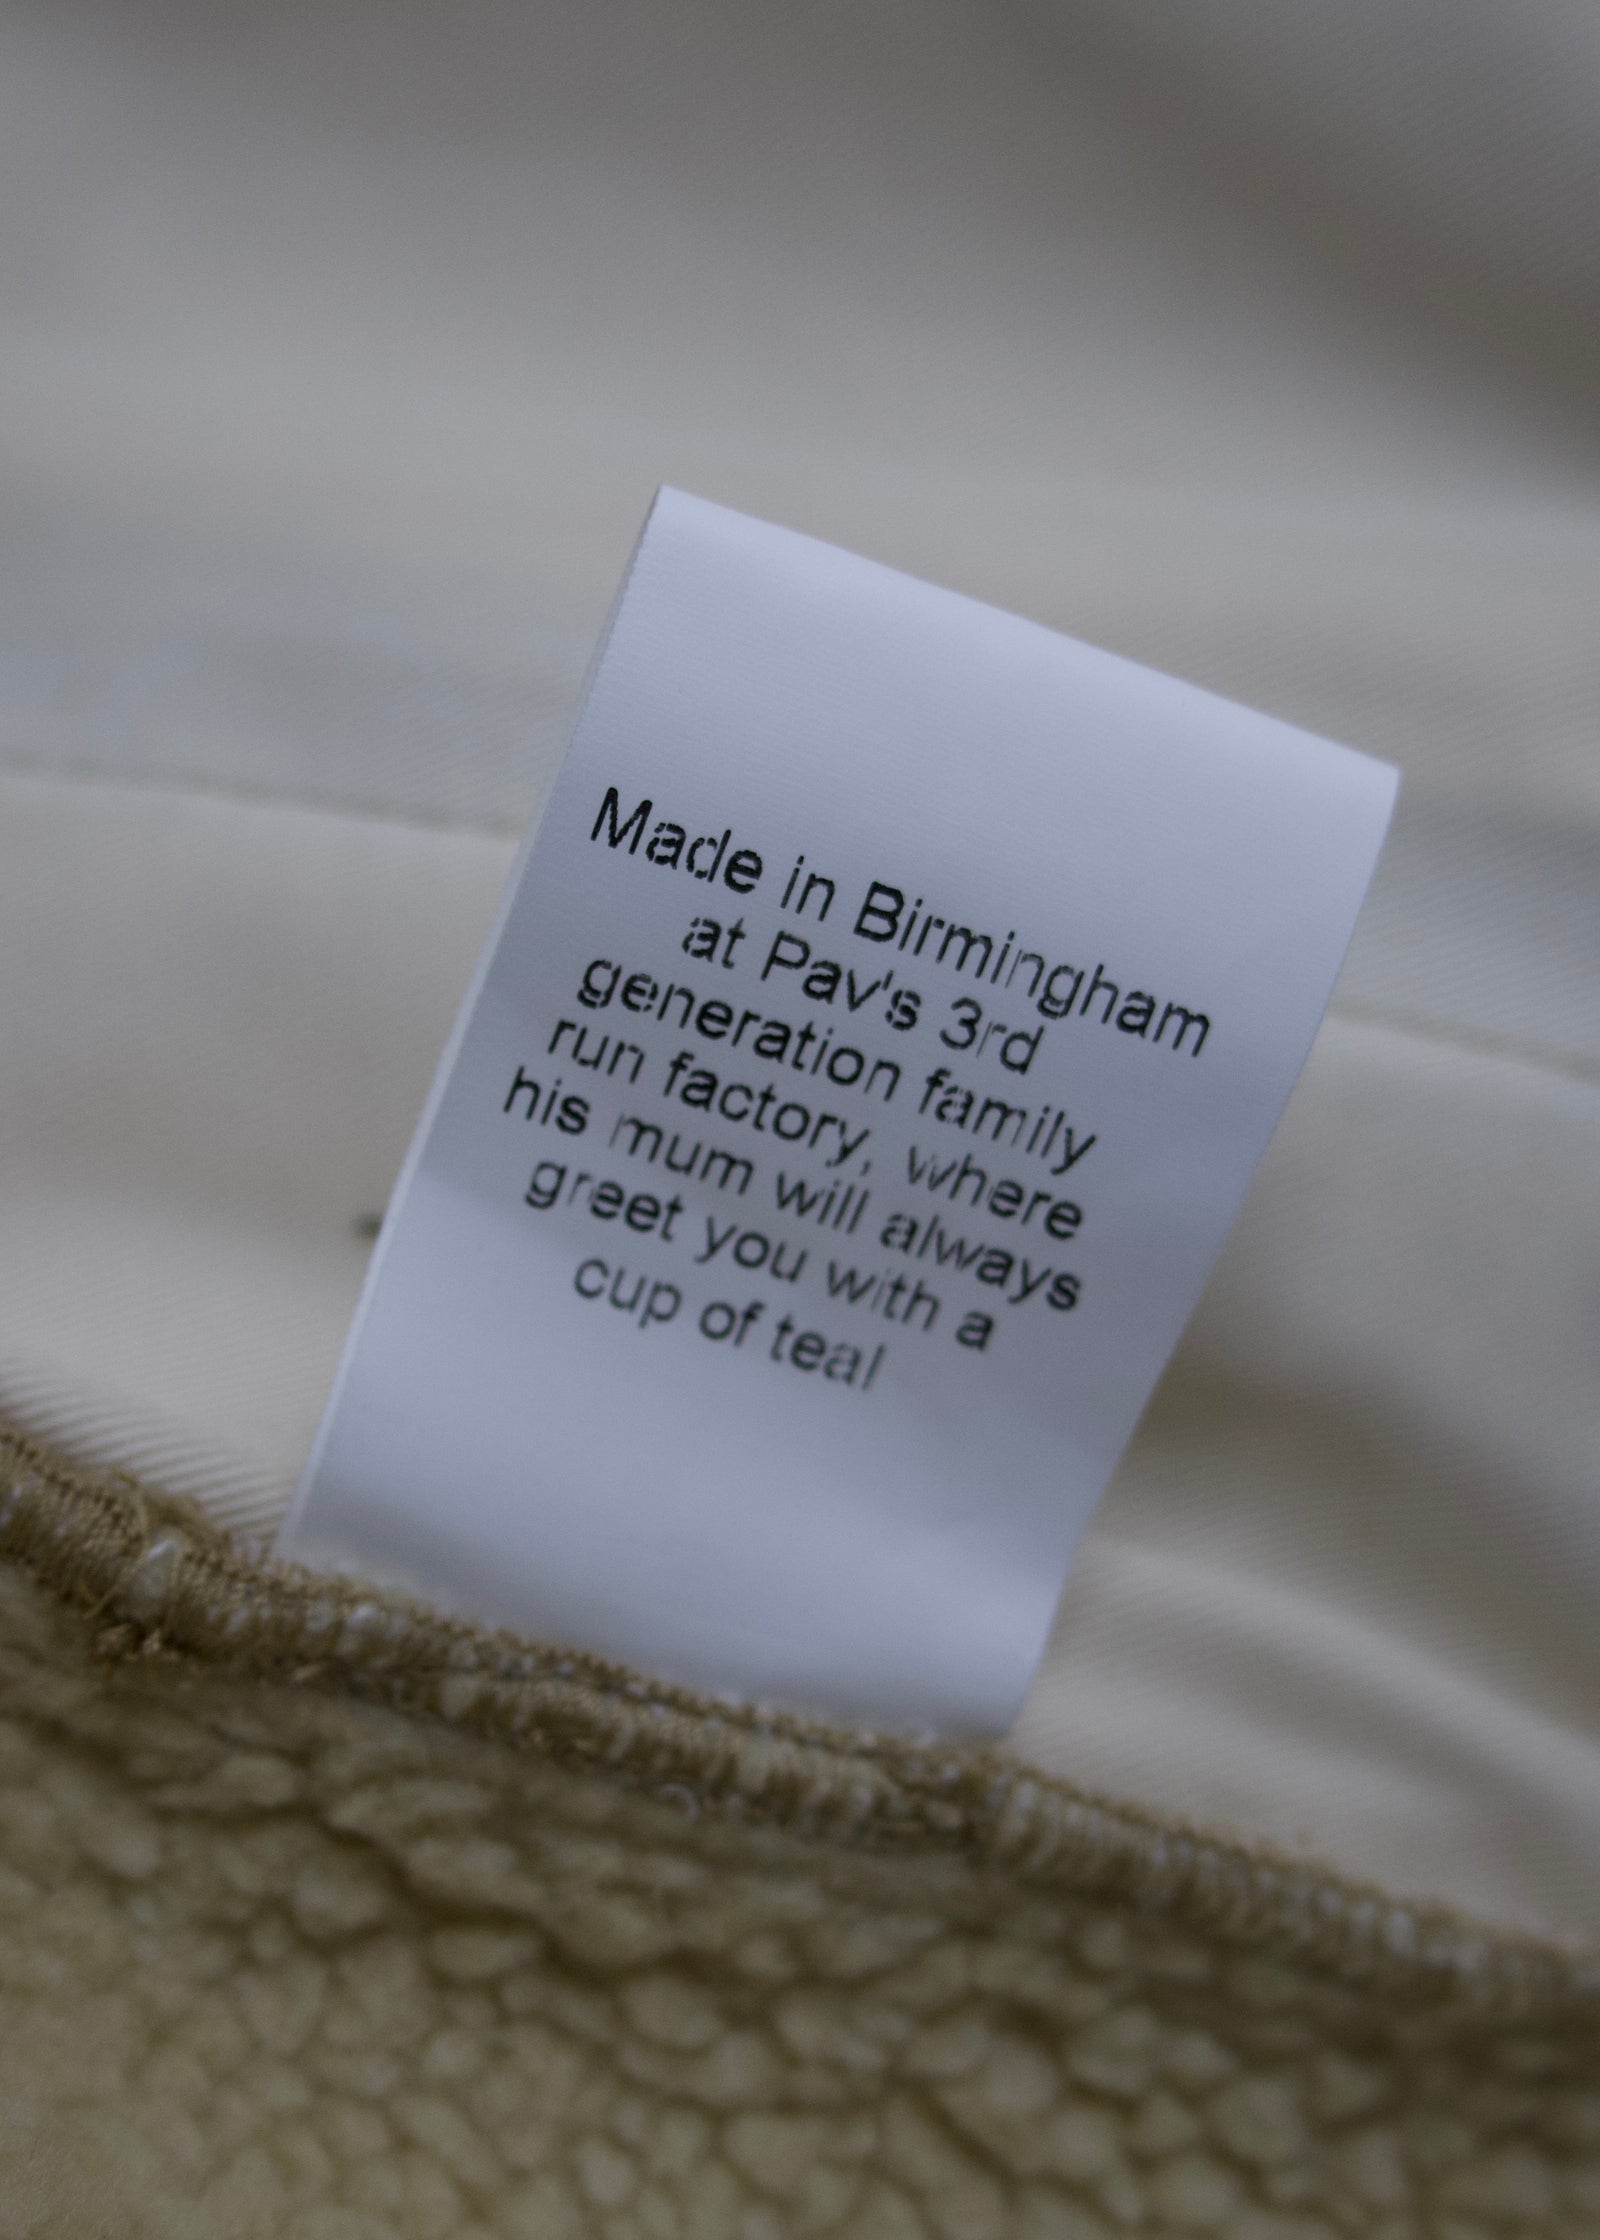 Made in Birmingham
at Pav's 3rd
generation family
run factory, where
his mum will always
greet you with a
cup of tea!